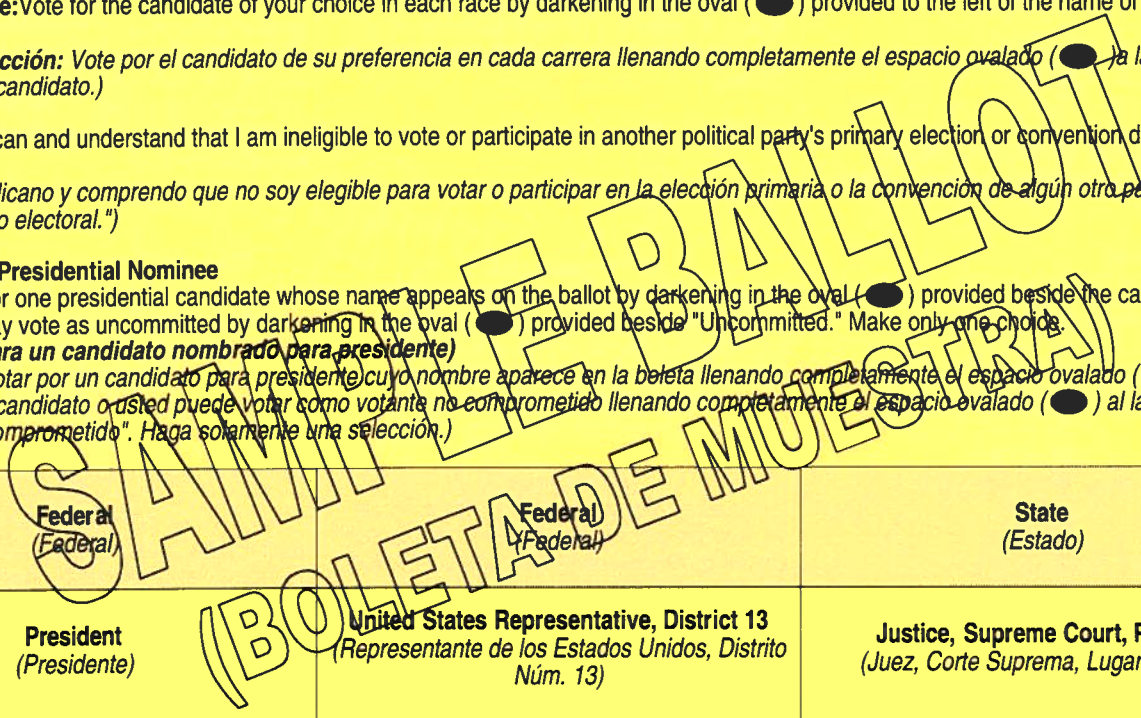 e:Vote for the candidate of your choice in each race by darkening in the oval ( ) provided to the left of the name of
cción: Vote por el candidato de su preferencia en cada carrera llenando completamente el espacio ovalado ( )a la
candidato.)
can and understand that I am ineligible to vote or participate in another political party's primary election or convention d
licano y comprendo que no soy elegible para votar o participar en la elección primaria o la convención de algún otro pa
o electoral.")
Presidential Nominee
or one presidential candidate whose name appears on the ballot by darkening in the oval ( ) provided beside the ca
y vote as uncommitted by darkening in the oval ( ) provided beside "Uncommitted." Make only one choice.
ara un candidato nombrado para presidente)
otar por un candidato para presidente cuyo nombre aparece en la boleta llenando completamente el espacio ovalado (
candidato o usted puede votar como votante no comprometido llenando completamente el espacio ovalado ( ) al la
omprometido". Haga solamente una selección.)
SAMPLE BALLOT
(BOLETA DE MUESTRA)
Federal
(Federal)
Federal
(Federal)
State
(Estado)
President
(Presidente)
United States Representative, District 13
(Representante de los Estados Unidos, Distrito
Núm. 13)
Justice, Supreme Court, P
(Juez, Corte Suprema, Lugar